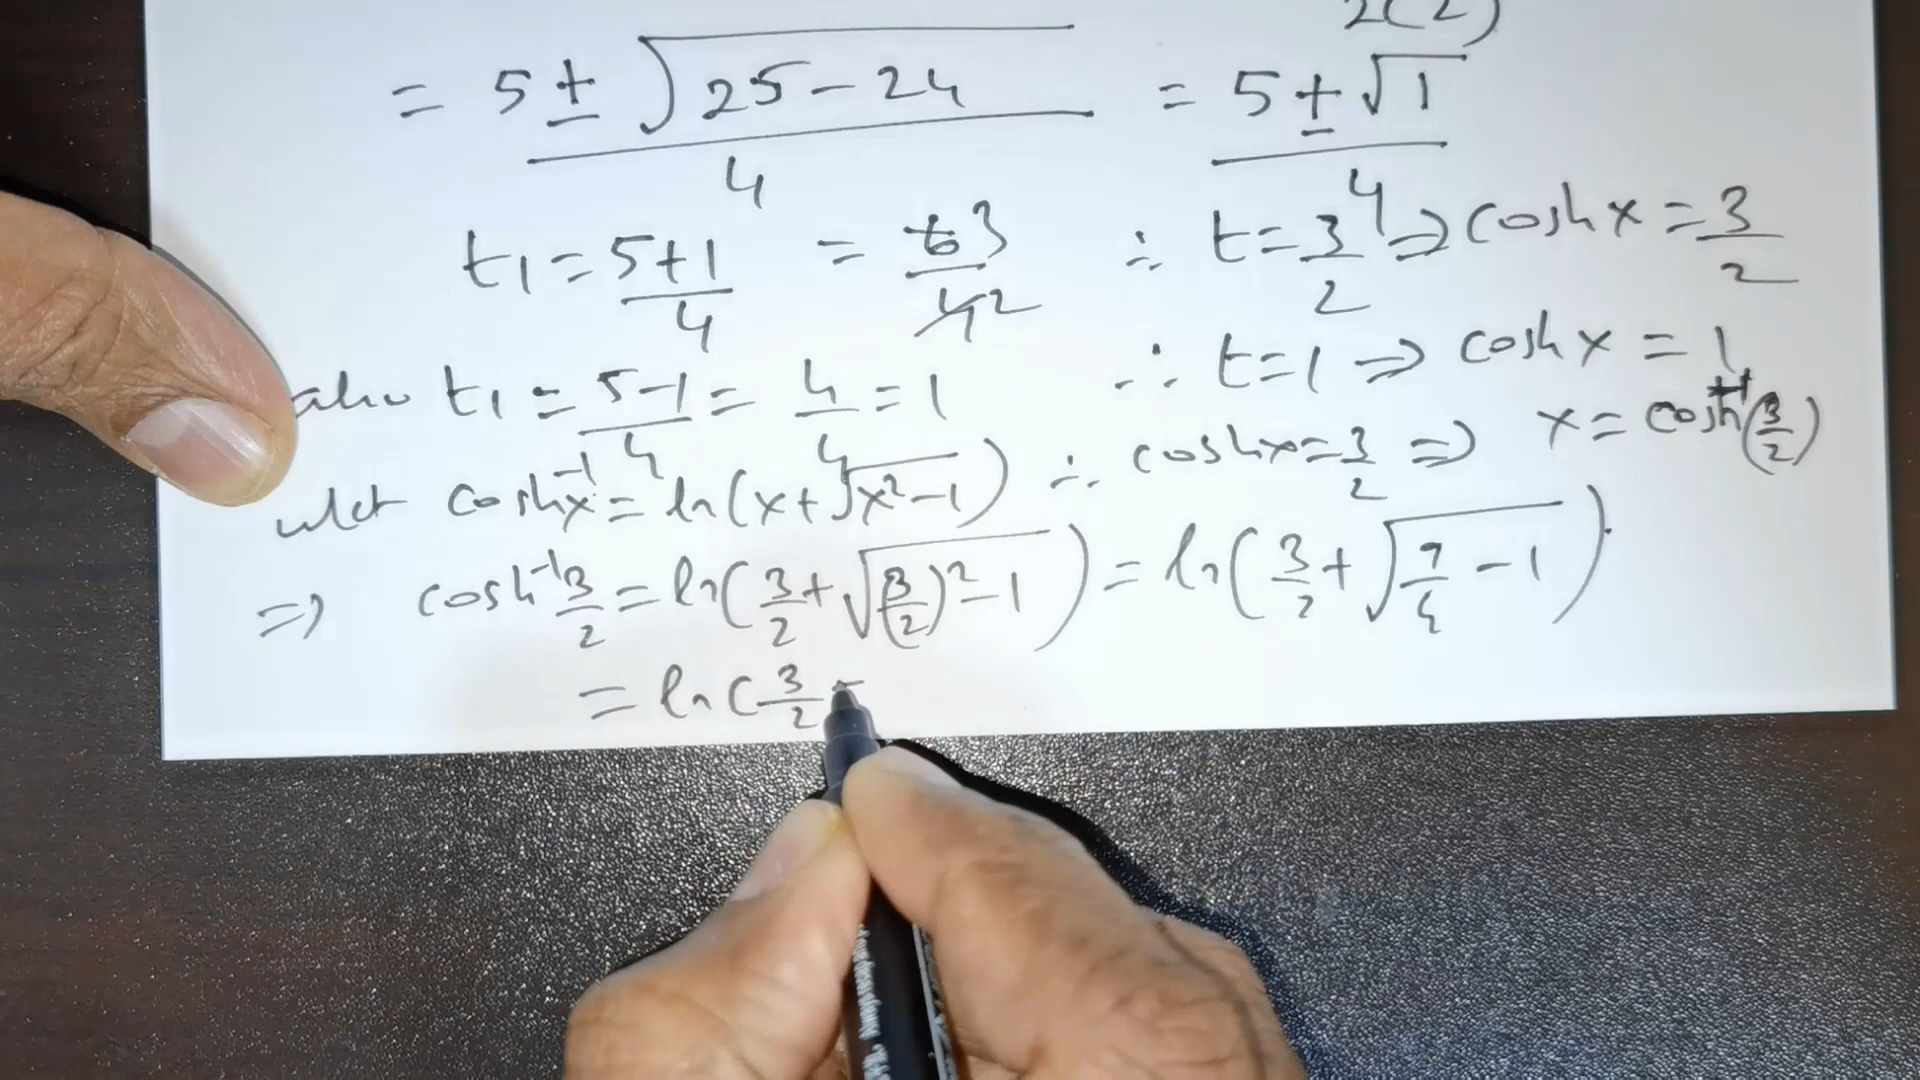 2(2)
= 5 ± √25-24 / 4 = 5 ± √1 / 4
t1 = 5+1 / 4 = 6 3 / 4 2 ∴ t = 3/2 ⇒ cosh x = 3/2
also t1 = 5-1 / 4 = 4/4 = 1 ∴ t = 1 ⇒ cosh x = 1
cosh⁻¹x = ln(x+√x²-1) ∴ cosh x = 3/2 ⇒ x = cosh⁻¹(3/2)
⇒ cosh⁻¹ 3/2 = ln(3/2 + √(3/2)²-1) = ln(3/2 + √9/4 - 1)
= ln(3/2